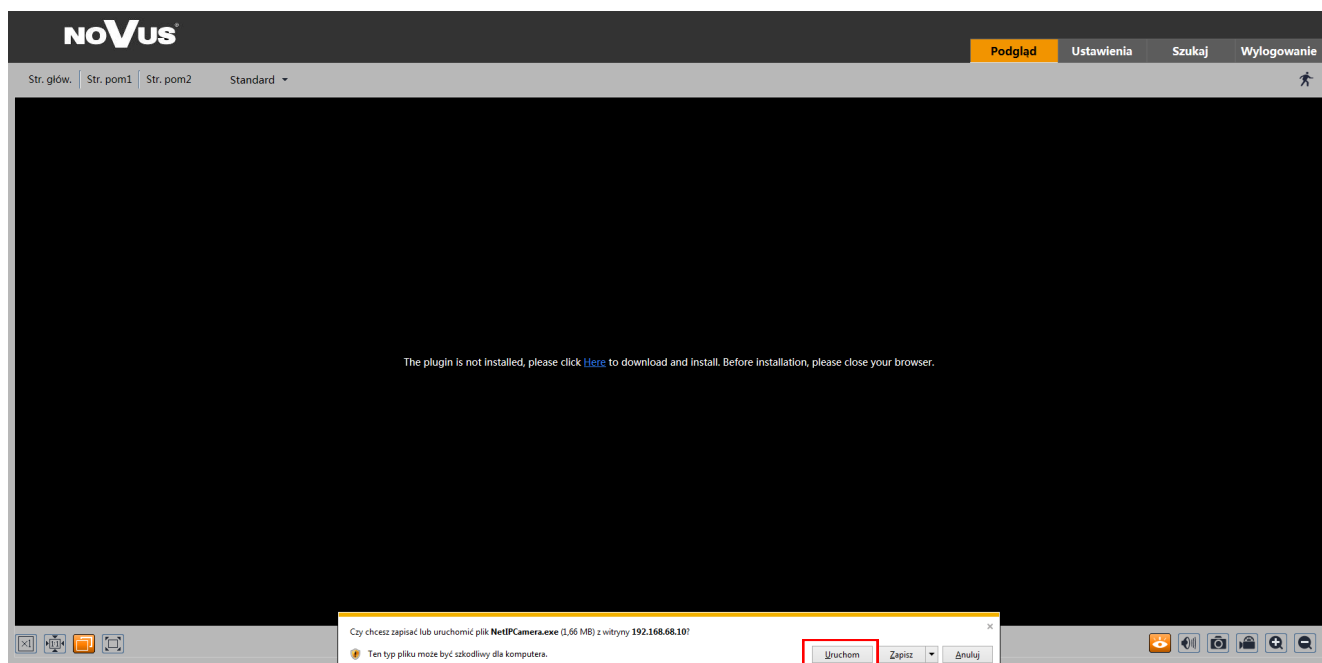 NOVUS®
Podgląd Ustawienia Szukaj Wylogowanie
Str. głów. Str. pom1 Str. pom2 Standard
The plugin is not installed, please click Here to download and install. Before installation, please close your browser.
Czy chcesz zapisać lub uruchomić plik NetIPCamera.exe (1,66 MB) z witryny 192.168.68.10?
Ten typ pliku może być szkodliwy dla komputera.
Uruchom Zapisz Anuluj
×1 1:1